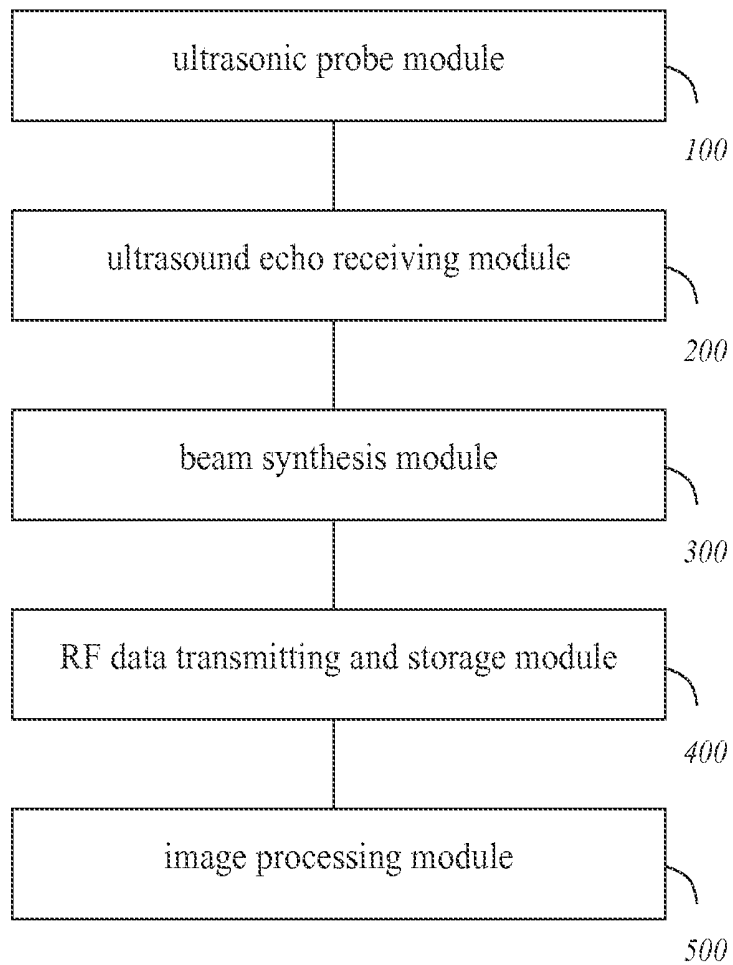 ultrasonic probe module
100
ultrasound echo receiving module
200
beam synthesis module
300
RF data transmitting and storage module
400
image processing module
500